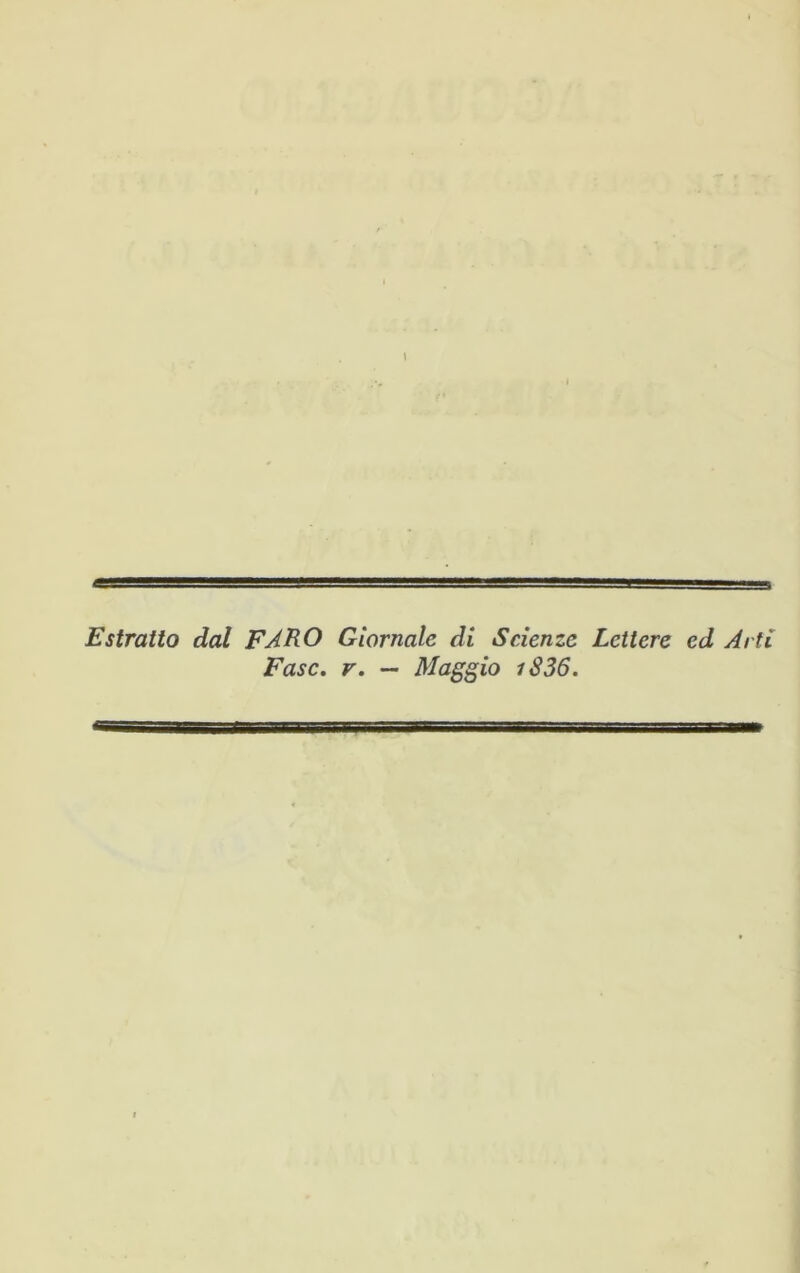 Estratto dal FARO Giornale di Scienze Lettere ed Arti
Fasc. V. — Maggio 1836.